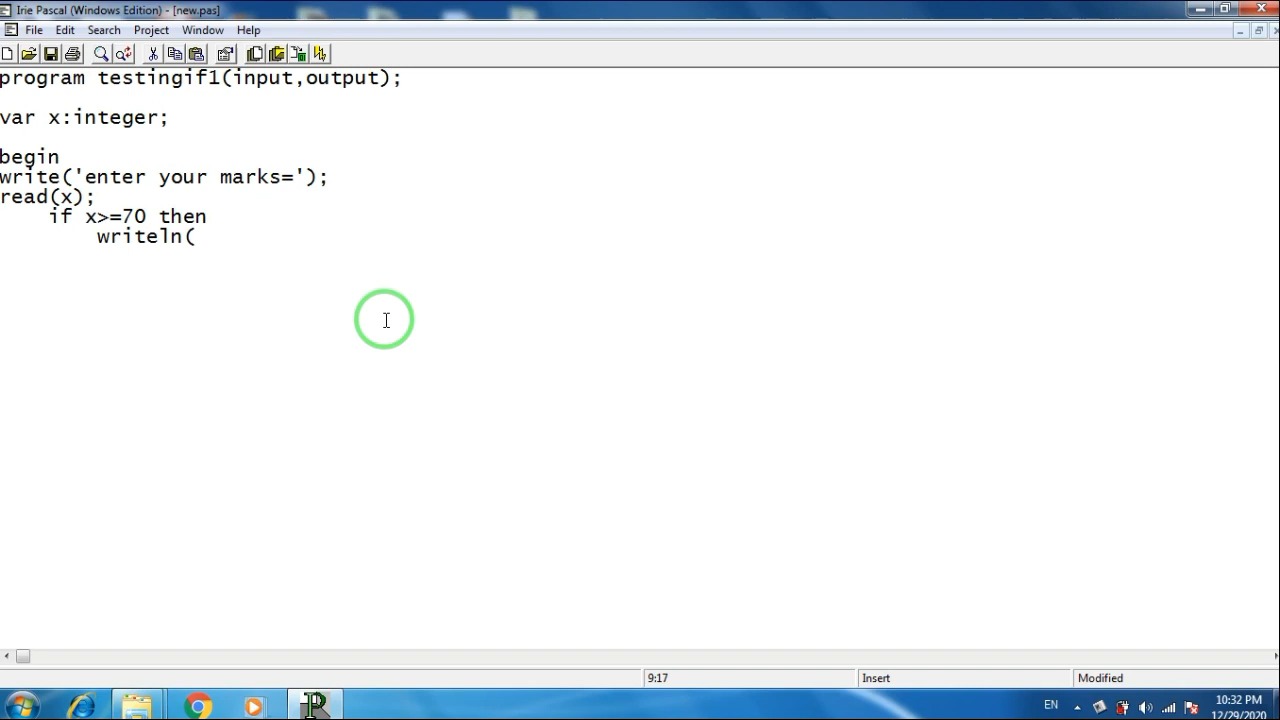 Irie Pascal (Windows Edition) - [new.pas]
File Edit Search Project Window Help
program testingif1(input,output);
var x:integer;
begin
write('enter your marks=');
read(x);
if x>=70 then
writeln(
9:17 Insert Modified
EN 10:32 PM
12/29/2020